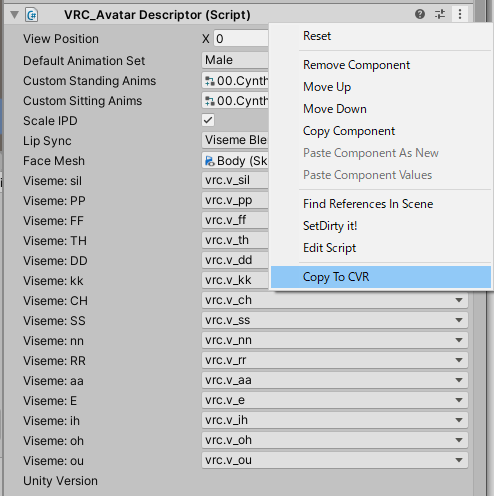 VRC_Avatar Descriptor (Script)
View Position X 0
Default Animation Set Male
Custom Standing Anims 00.Cynth
Custom Sitting Anims 00.Cynth
Scale IPD
Lip Sync Viseme Ble
Face Mesh Body (Sk
Viseme: sil vrc.v_sil
Viseme: PP vrc.v_pp
Viseme: FF vrc.v_ff
Viseme: TH vrc.v_th
Viseme: DD vrc.v_dd
Viseme: kk vrc.v_kk
Viseme: CH vrc.v_ch
Viseme: SS vrc.v_ss
Viseme: nn vrc.v_nn
Viseme: RR vrc.v_rr
Viseme: aa vrc.v_aa
Viseme: E vrc.v_e
Viseme: ih vrc.v_ih
Viseme: oh vrc.v_oh
Viseme: ou vrc.v_ou
Unity Version
Reset
Remove Component
Move Up
Move Down
Copy Component
Paste Component As New
Paste Component Values
Find References In Scene
SetDirty it!
Edit Script
Copy To CVR